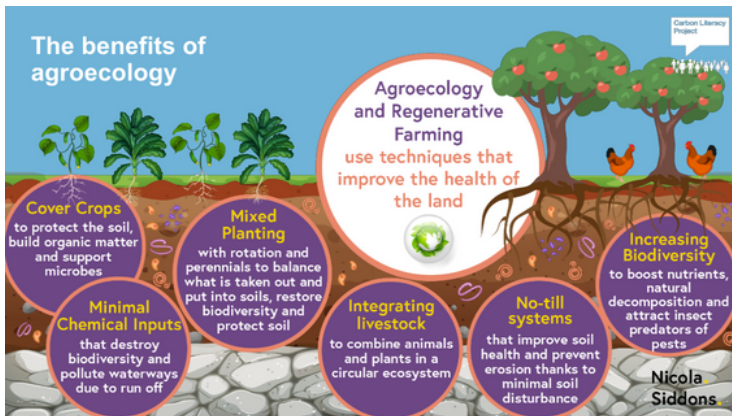 The benefits of
agroecology
Carbon Literacy
Project
Agroecology
and Regenerative
Farming
use techniques that
improve the health of
the land
Cover Crops
to protect the soil,
build organic matter
and support
microbes
Mixed
Planting
with rotation and
perennials to balance
what is taken out and
put into soils, restore
biodiversity and
protect soil
Increasing
Biodiversity
to boost nutrients,
natural
decomposition and
attract insect
predators of
pests
Minimal
Chemical Inputs
that destroy
biodiversity and
pollute waterways
due to run off
Integrating
livestock
to combine animals
and plants in a
circular ecosystem
No-till
systems
that improve soil
health and prevent
erosion thanks to
minimal soil
disturbance
Nicola
Siddons